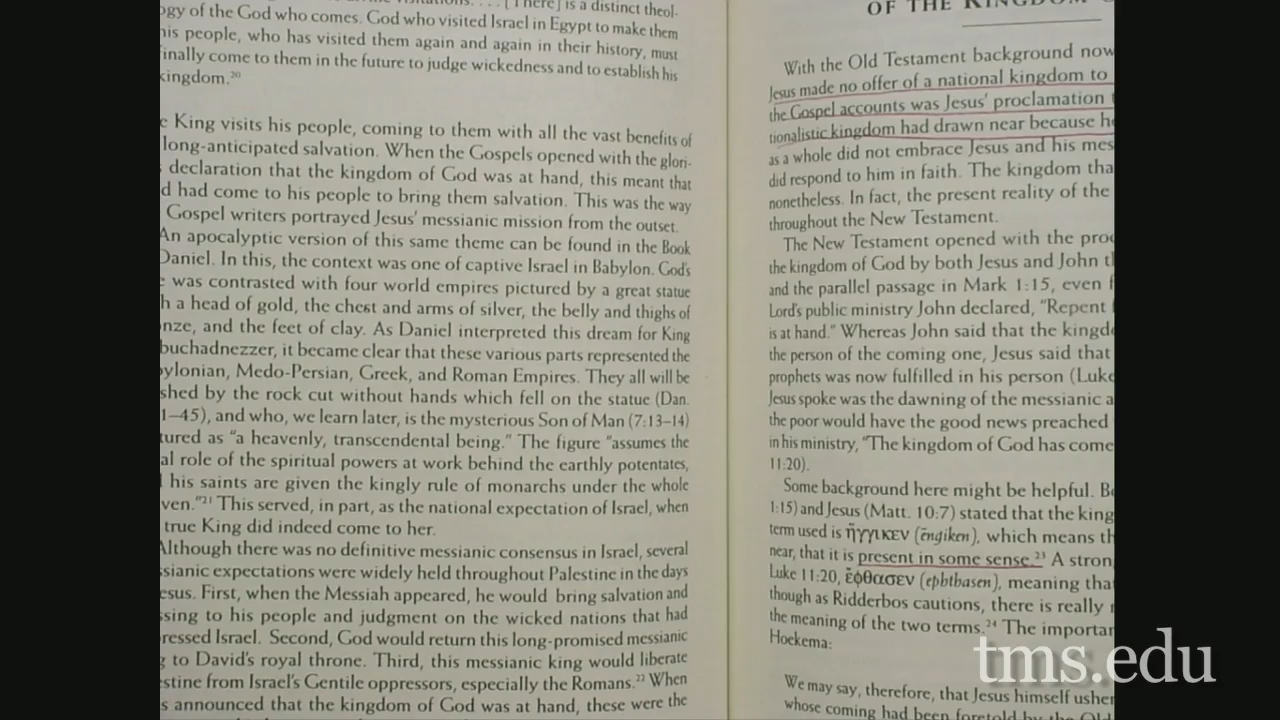 is a distinct theol-
ogy of the God who comes. God who visited Israel in Egypt to make them
his people, who has visited them again and again in their history, must
finally come to them in the future to judge wickedness and to establish his
kingdom.²⁰
King visits his people, coming to them with all the vast benefits of
long-anticipated salvation. When the Gospels opened with the glori-
declaration that the kingdom of God was at hand, this meant that
had come to his people to bring them salvation. This was the way
Gospel writers portrayed Jesus' messianic mission from the outset.
An apocalyptic version of this same theme can be found in the Book
Daniel. In this, the context was one of captive Israel in Babylon. God's
was contrasted with four world empires pictured by a great statue
a head of gold, the chest and arms of silver, the belly and thighs of
nze, and the feet of clay. As Daniel interpreted this dream for King
buchadnezzer, it became clear that these various parts represented the
ylonian, Medo-Persian, Greek, and Roman Empires. They all will be
shed by the rock cut without hands which fell on the statue (Dan.
1–45), and who, we learn later, is the mysterious Son of Man (7:13–14)
tured as "a heavenly, transcendental being." The figure "assumes the
al role of the spiritual powers at work behind the earthly potentates,
his saints are given the kingly rule of monarchs under the whole
ven."²¹ This served, in part, as the national expectation of Israel, when
true King did indeed come to her.
Although there was no definitive messianic consensus in Israel, several
ssianic expectations were widely held throughout Palestine in the days
esus. First, when the Messiah appeared, he would bring salvation and
ssing to his people and judgment on the wicked nations that had
ressed Israel. Second, God would return this long-promised messianic
to David's royal throne. Third, this messianic king would liberate
estine from Israel's Gentile oppressors, especially the Romans.²² When
s announced that the kingdom of God was at hand, these were the
OF THE KINGDOM
With the Old Testament background now
Jesus made no offer of a national kingdom to
the Gospel accounts was Jesus' proclamation
tionalistic kingdom had drawn near because he
as a whole did not embrace Jesus and his mes
did respond to him in faith. The kingdom tha
nonetheless. In fact, the present reality of the
throughout the New Testament.
The New Testament opened with the proc
the kingdom of God by both Jesus and John t
and the parallel passage in Mark 1:15, even
Lord's public ministry John declared, "Repent
is at hand." Whereas John said that the kingd
the person of the coming one, Jesus said that
prophets was now fulfilled in his person (Luke
Jesus spoke was the dawning of the messianic a
the poor would have the good news preached
in his ministry, "The kingdom of God has come
11:20).
Some background here might be helpful. B
1:15) and Jesus (Matt. 10:7) stated that the king
term used is ἤγγικεν (ēngiken), which means th
near, that it is present in some sense.²³ A stron
Luke 11:20, ἔφθασεν (ephthasen), meaning tha
though as Ridderbos cautions, there is really
the meaning of the two terms.²⁴ The importan
Hoekema:
We may say, therefore, that Jesus himself usher
whose coming had been foretold by the Old
tms.edu